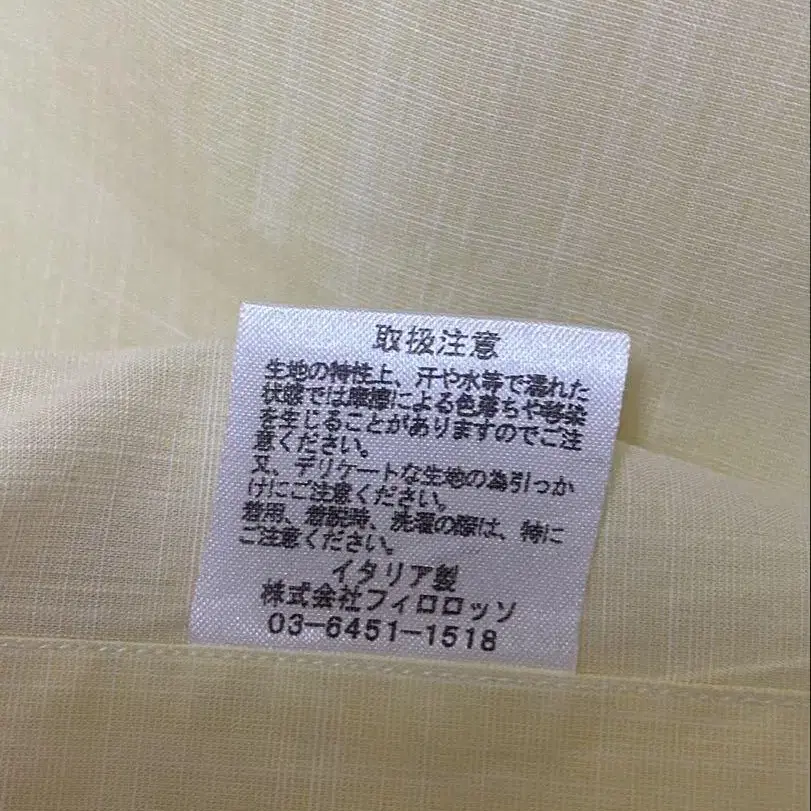 取扱注意
生地の特性上、汗や水等で濡れた
状態では摩擦による色落ちや移染
を生じることがありますのでご注
意ください。
又、デリケートな生地の為引っか
けにご注意ください。
着用、着脱時、洗濯の際は、特に
ご注意ください。
イタリア製
株式会社フィロロッソ
03-6451-1518